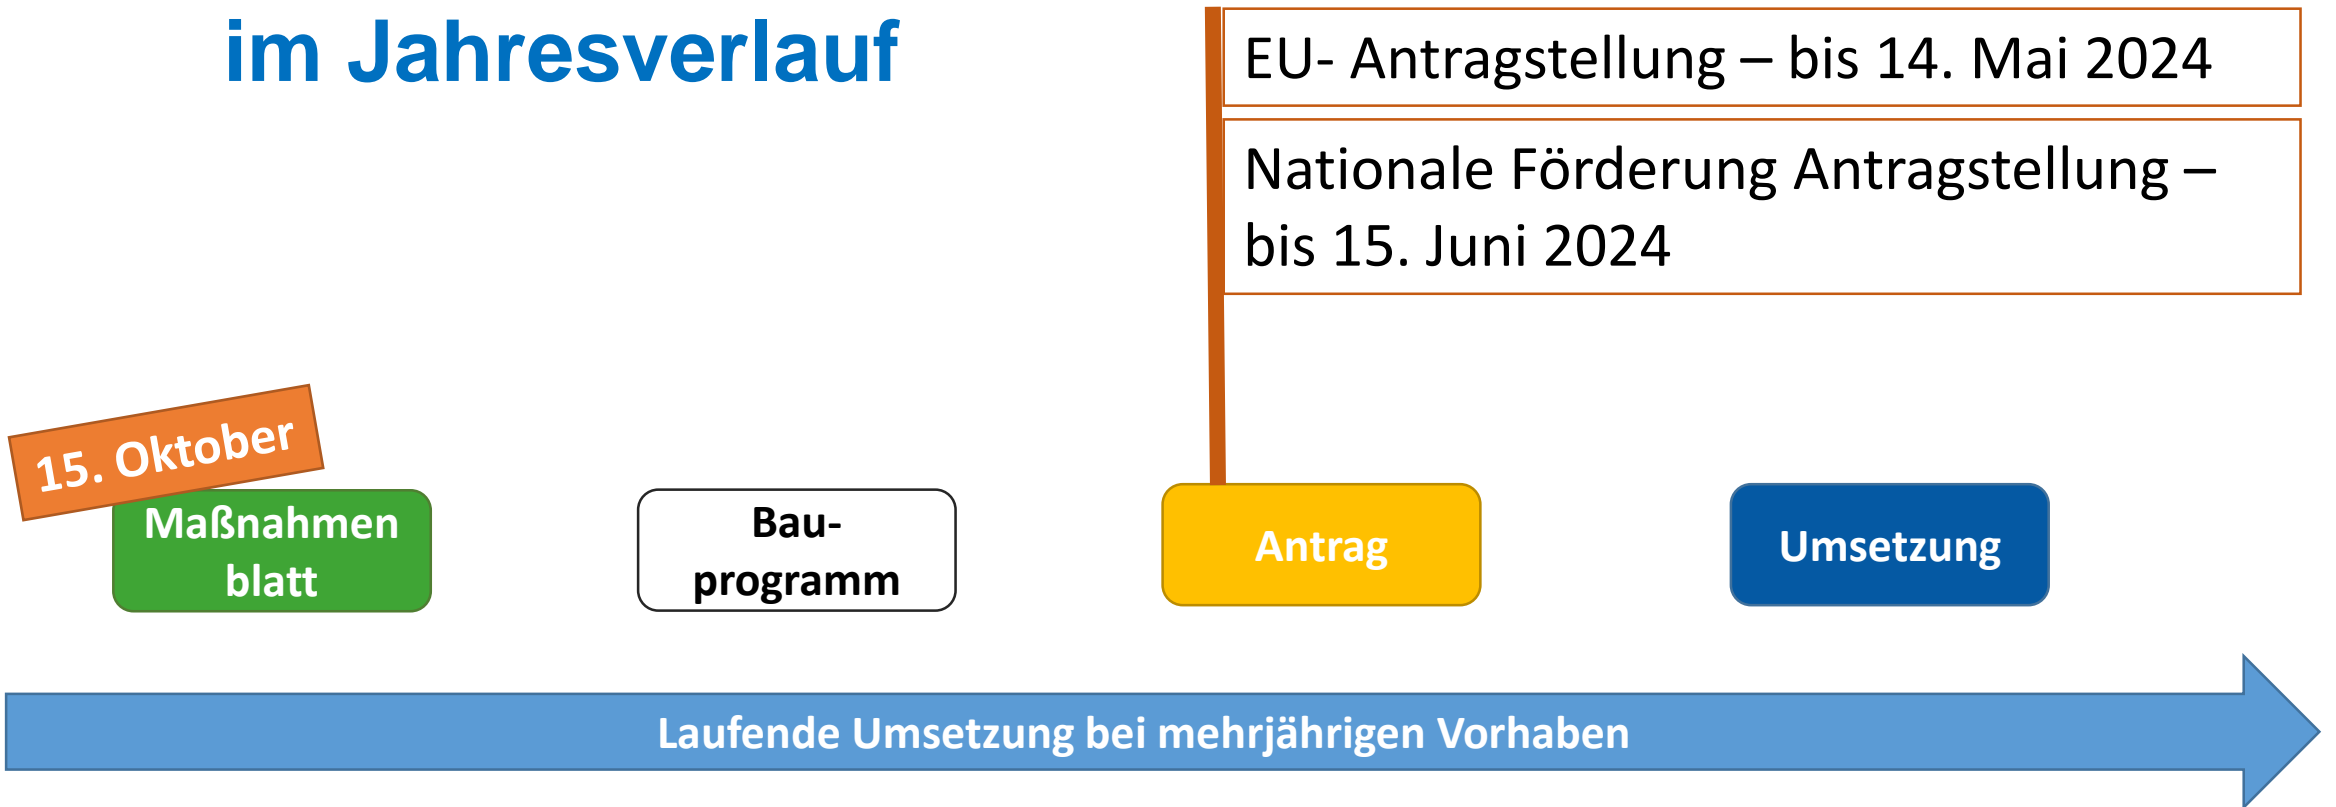 im Jahresverlauf
EU- Antragstellung – bis 14. Mai 2024
Nationale Förderung Antragstellung –
bis 15. Juni 2024
15. Oktober
Maßnahmen
blatt
Bau-
programm
Antrag
Umsetzung
Laufende Umsetzung bei mehrjährigen Vorhaben